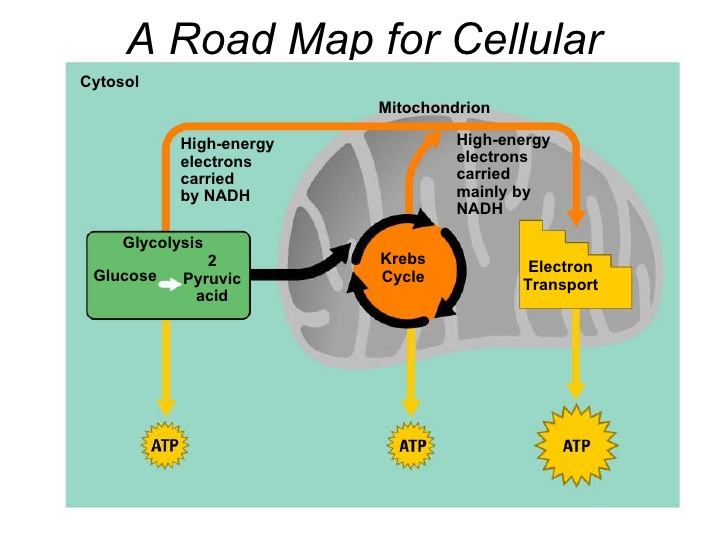 A Road Map for Cellular
Cytosol
Mitochondrion
High-energy
electrons
carried
by NADH
High-energy
electrons
carried
mainly by
NADH
Glycolysis
Glucose
2
Pyruvic
acid
Krebs
Cycle
Electron
Transport
ATP
ATP
ATP